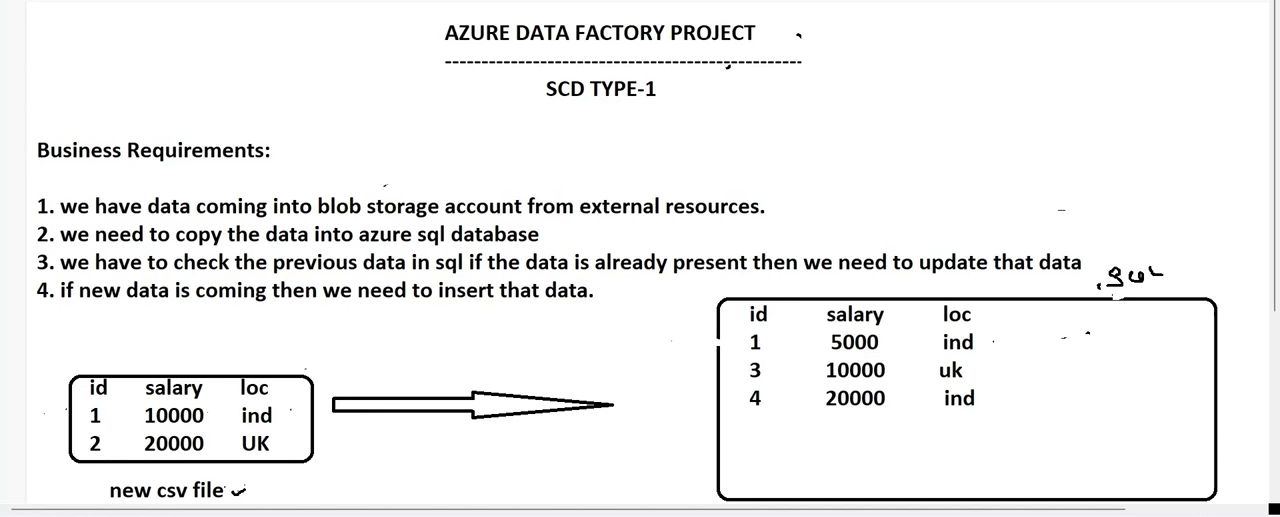 AZURE DATA FACTORY PROJECT
-------------------------------------------------
SCD TYPE-1
Business Requirements:
1. we have data coming into blob storage account from external resources.
2. we need to copy the data into azure sql database
3. we have to check the previous data in sql if the data is already present then we need to update that data
4. if new data is coming then we need to insert that data.
id salary loc
1 5000 ind
3 10000 uk
4 20000 ind
id salary loc
1 10000 ind
2 20000 UK
new csv file